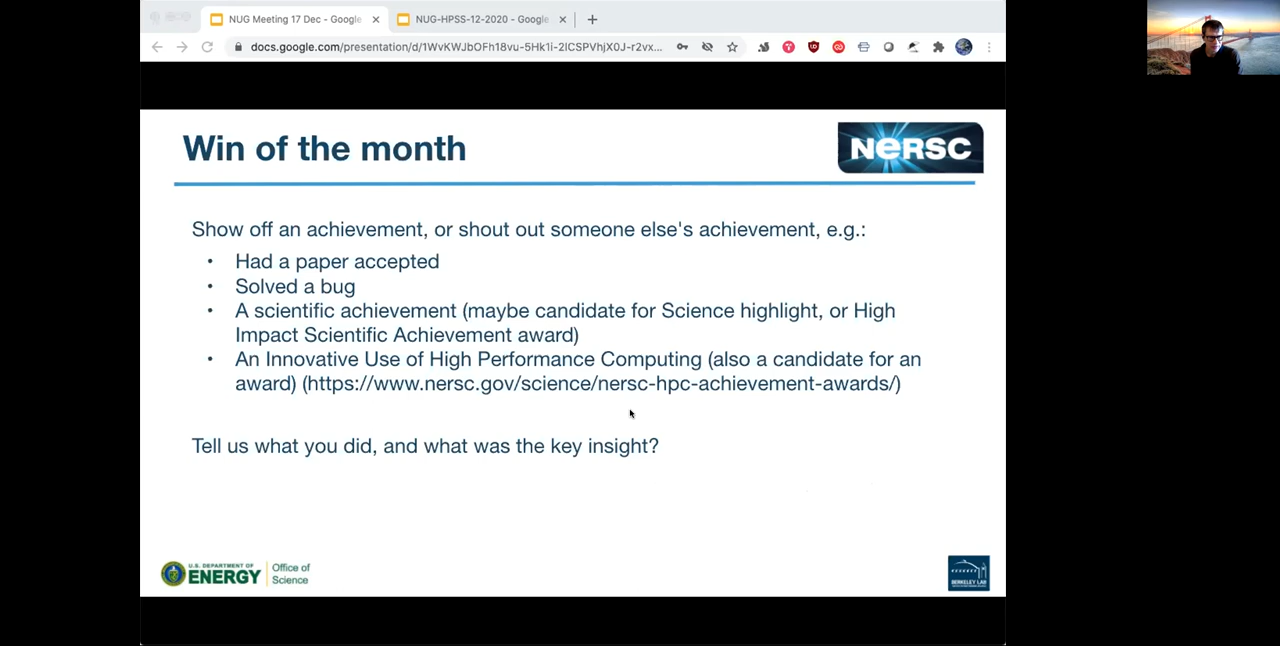 NUG Meeting 17 Dec - Google
NUG-HPSS-12-2020 - Google
docs.google.com/presentation/d/1WvKWJbOFh18vu-5Hk1i-2lCSPVhjX0J-r2vx...
Win of the month
NERSC
Show off an achievement, or shout out someone else's achievement, e.g.:
• Had a paper accepted
• Solved a bug
• A scientific achievement (maybe candidate for Science highlight, or High
Impact Scientific Achievement award)
• An Innovative Use of High Performance Computing (also a candidate for an
award) (https://www.nersc.gov/science/nersc-hpc-achievement-awards/)
Tell us what you did, and what was the key insight?
U.S. DEPARTMENT OF
ENERGY
Office of
Science
BERKELEY LAB